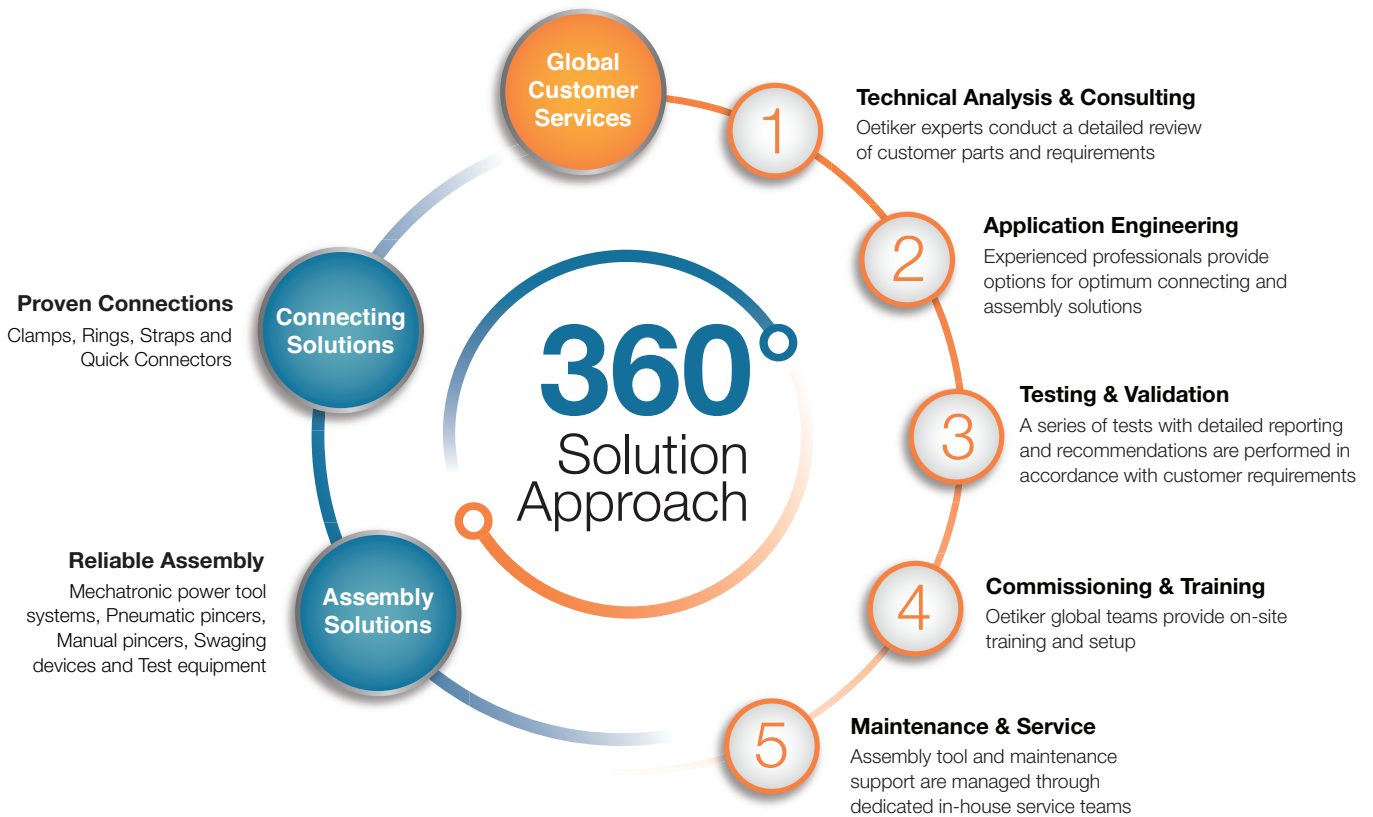 Global
Customer
Services
1
Technical Analysis & Consulting
Oetiker experts conduct a detailed review
of customer parts and requirements
2
Application Engineering
Experienced professionals provide
options for optimum connecting and
assembly solutions
3
Testing & Validation
A series of tests with detailed reporting
and recommendations are performed in
accordance with customer requirements
4
Commissioning & Training
Oetiker global teams provide on-site
training and setup
5
Maintenance & Service
Assembly tool and maintenance
support are managed through
dedicated in-house service teams
Connecting
Solutions
Proven Connections
Clamps, Rings, Straps and
Quick Connectors
Assembly
Solutions
Reliable Assembly
Mechatronic power tool
systems, Pneumatic pincers,
Manual pincers, Swaging
devices and Test equipment
360
Solution
Approach